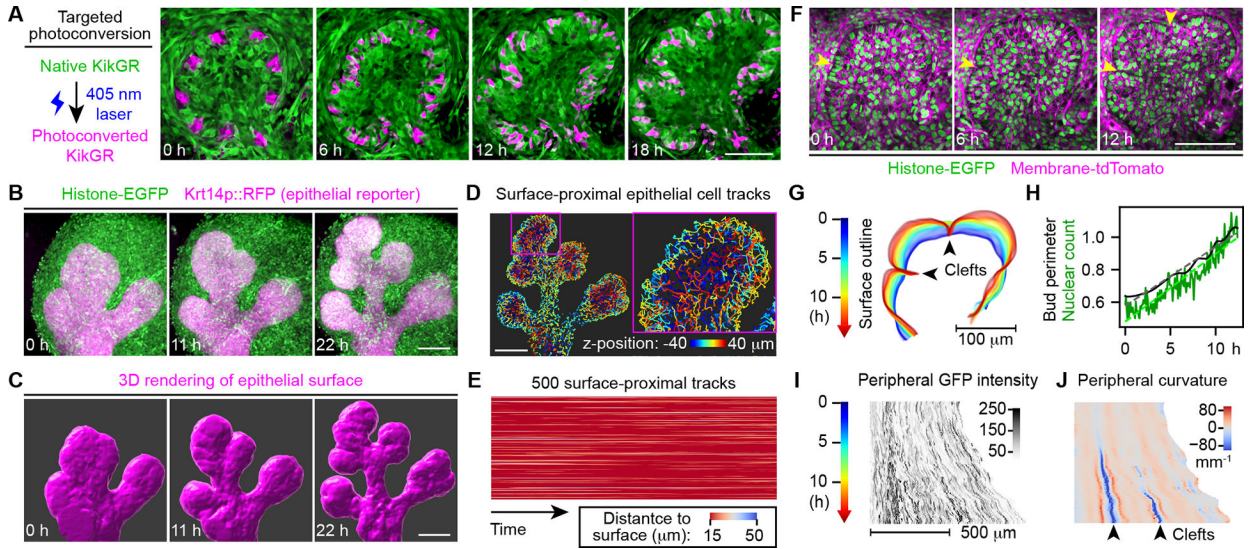 A
Targeted
photoconversion
Native KikGR
405 nm
laser
Photoconverted
KikGR
0 h
6 h
12 h
18 h
B
Histone-EGFP
Krt14p::RFP (epithelial reporter)
0 h
11 h
22 h
C
3D rendering of epithelial surface
0 h
11 h
22 h
D
Surface-proximal epithelial cell tracks
z-position: -40
40 μm
E
500 surface-proximal tracks
Time
Distantce to
surface (μm):
15
50
F
0 h
6 h
12 h
Histone-EGFP
Membrane-tdTomato
G
0
5
10
(h)
Surface outline
Clefts
100 μm
H
Bud perimeter
Nuclear count
1.0
0.8
0.6
0
5
10
h
I
Peripheral GFP intensity
0
5
10
(h)
250
150
50
500 μm
J
Peripheral curvature
80
0
−80
mm⁻¹
Clefts